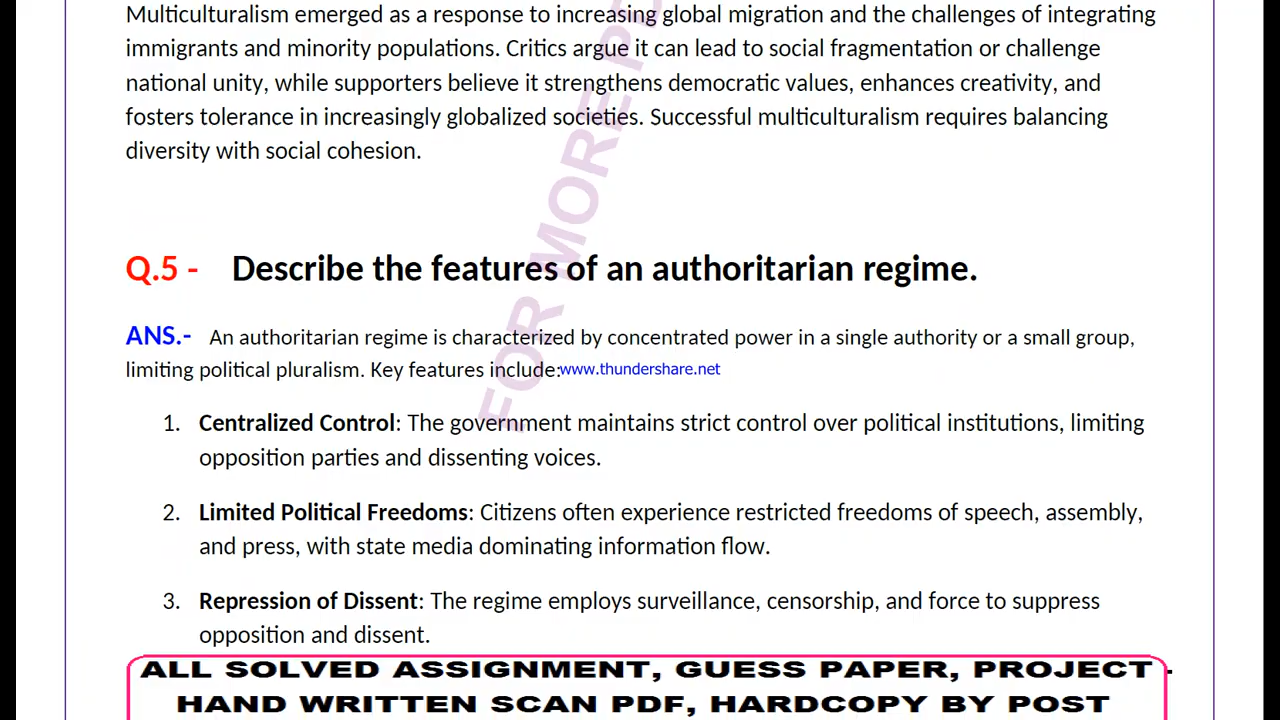 Multiculturalism emerged as a response to increasing global migration and the challenges of integrating
immigrants and minority populations. Critics argue it can lead to social fragmentation or challenge
national unity, while supporters believe it strengthens democratic values, enhances creativity, and
fosters tolerance in increasingly globalized societies. Successful multiculturalism requires balancing
diversity with social cohesion.
FOR MORE PD
Q.5 - Describe the features of an authoritarian regime.
ANS.- An authoritarian regime is characterized by concentrated power in a single authority or a small group,
limiting political pluralism. Key features include:www.thundershare.net
1. Centralized Control: The government maintains strict control over political institutions, limiting
opposition parties and dissenting voices.
2. Limited Political Freedoms: Citizens often experience restricted freedoms of speech, assembly,
and press, with state media dominating information flow.
3. Repression of Dissent: The regime employs surveillance, censorship, and force to suppress
opposition and dissent.
ALL SOLVED ASSIGNMENT, GUESS PAPER, PROJECT -
HAND WRITTEN SCAN PDF, HARDCOPY BY POST